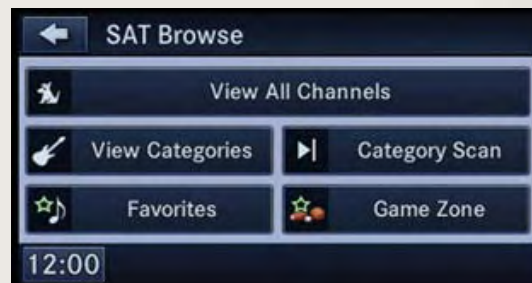 SAT Browse
View All Channels
View Categories
Category Scan
Favorites
Game Zone
12:00